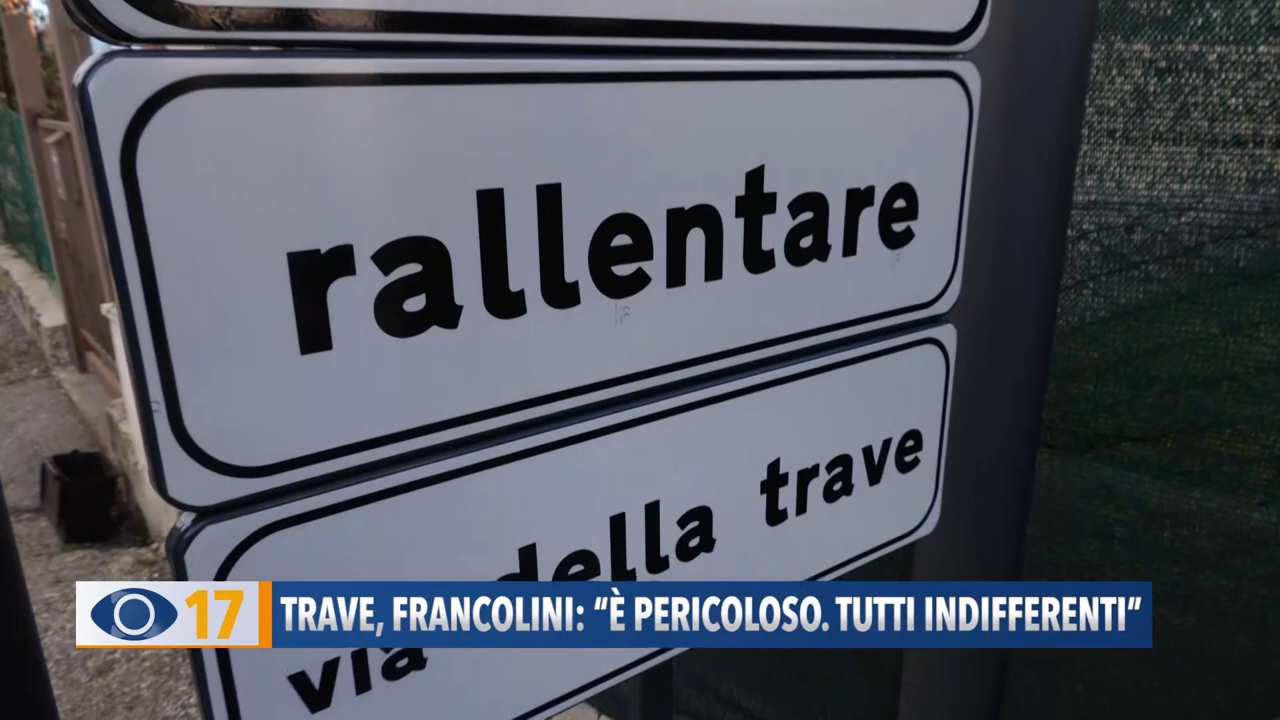 rallentare
via della trave
17 TRAVE, FRANCOLINI: “È PERICOLOSO. TUTTI INDIFFERENTI”